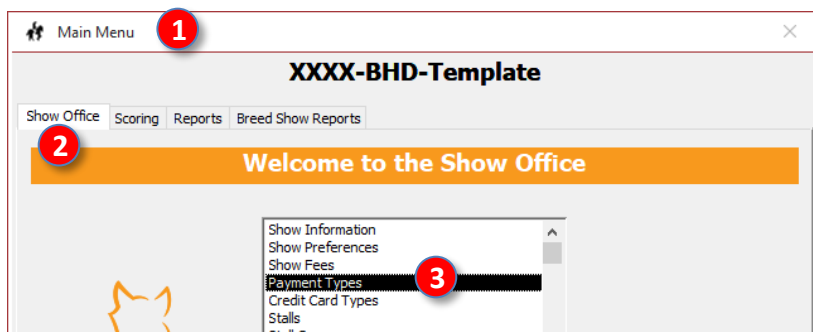 Main Menu 1
XXXX-BHD-Template
Show Office Scoring Reports Breed Show Reports
2
Welcome to the Show Office
Show Information
Show Preferences
Show Fees
Payment Types 3
Credit Card Types
Stalls